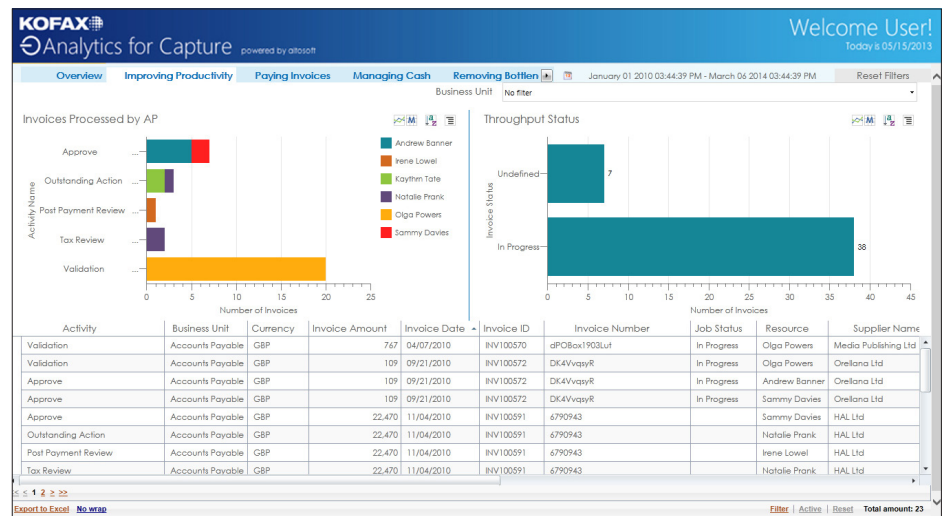 KOFAX
Analytics for Capture powered by altosoft
Welcome User!
Today is 05/15/2013
Overview Improving Productivity Paying Invoices Managing Cash Removing Bottlen January 01 2010 03:44:39 PM - March 06 2014 03:44:39 PM Reset Filters
Business Unit No filter
Invoices Processed by AP
M
Activity Name
Approve ...
Outstanding Action ...
Post Payment Review ...
Tax Review ...
Validation ...
0 5 10 15 20 25
Number of Invoices
Andrew Banner
Irene Lowel
Kaythm Tate
Natalie Prank
Olga Powers
Sammy Davies
Throughput Status
M
Invoice Status
Undefined 7
In Progress 38
0 5 10 15 20 25 30 35 40 45
Number of Invoices
Activity Business Unit Currency Invoice Amount Invoice Date Invoice ID Invoice Number Job Status Resource Supplier Name
Validation Accounts Payable GBP 767 04/07/2010 INV100570 dPOBox1903Lut In Progress Olga Powers Media Publishing Ltd
Validation Accounts Payable GBP 109 09/21/2010 INV100572 DK4VvqsyR In Progress Olga Powers Orellana Ltd
Approve Accounts Payable GBP 109 09/21/2010 INV100572 DK4VvqsyR In Progress Andrew Banner Orellana Ltd
Approve Accounts Payable GBP 109 09/21/2010 INV100572 DK4VvqsyR In Progress Sammy Davies Orellana Ltd
Approve Accounts Payable GBP 22,470 11/04/2010 INV100591 6790943 Sammy Davies HAL Ltd
Outstanding Action Accounts Payable GBP 22,470 11/04/2010 INV100591 6790943 Natalie Prank HAL Ltd
Post Payment Review Accounts Payable GBP 22,470 11/04/2010 INV100591 6790943 Irene Lowel HAL Ltd
Tax Review Accounts Payable GBP 22,470 11/04/2010 INV100591 6790943 Natalie Prank HAL Ltd
< < 1 2 > >>
Export to Excel No wrap Filter | Active | Reset Total amount: 23